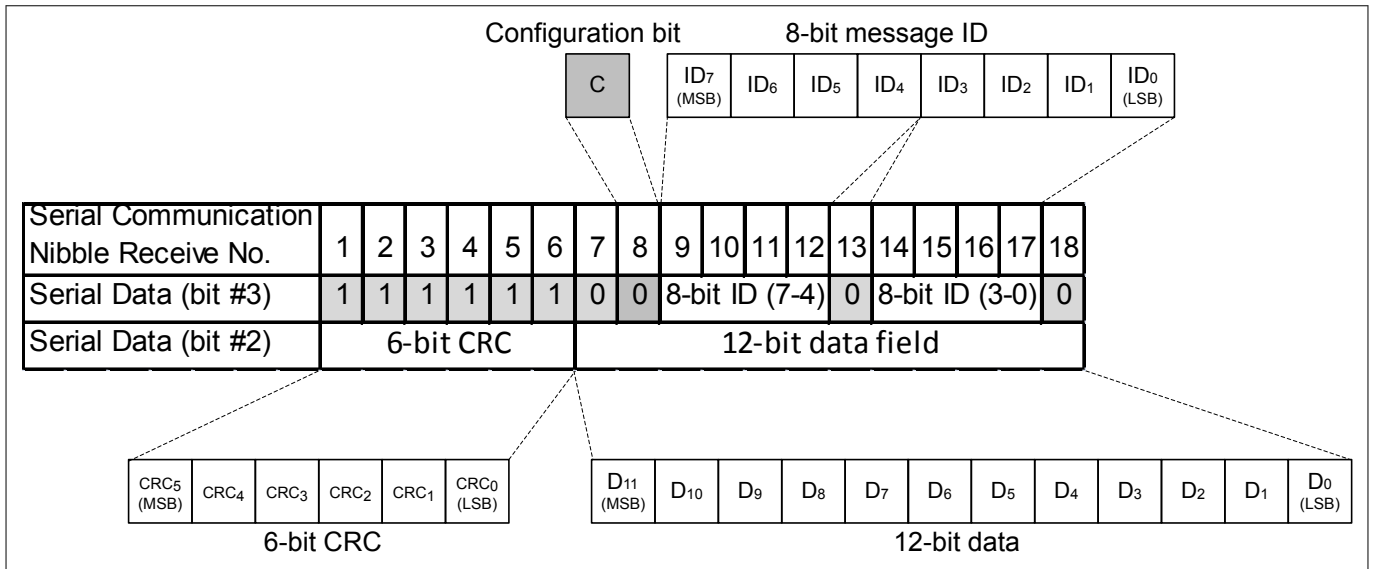 Configuration bit 8-bit message ID
C ID7 (MSB) ID6 ID5 ID4 ID3 ID2 ID1 ID0 (LSB)
Serial Communication Nibble Receive No. 1 2 3 4 5 6 7 8 9 10 11 12 13 14 15 16 17 18
Serial Data (bit #3) 1 1 1 1 1 1 0 0 8-bit ID (7-4) 0 8-bit ID (3-0) 0
Serial Data (bit #2) 6-bit CRC 12-bit data field
CRC5 (MSB) CRC4 CRC3 CRC2 CRC1 CRC0 (LSB) D11 (MSB) D10 D9 D8 D7 D6 D5 D4 D3 D2 D1 D0 (LSB)
6-bit CRC 12-bit data